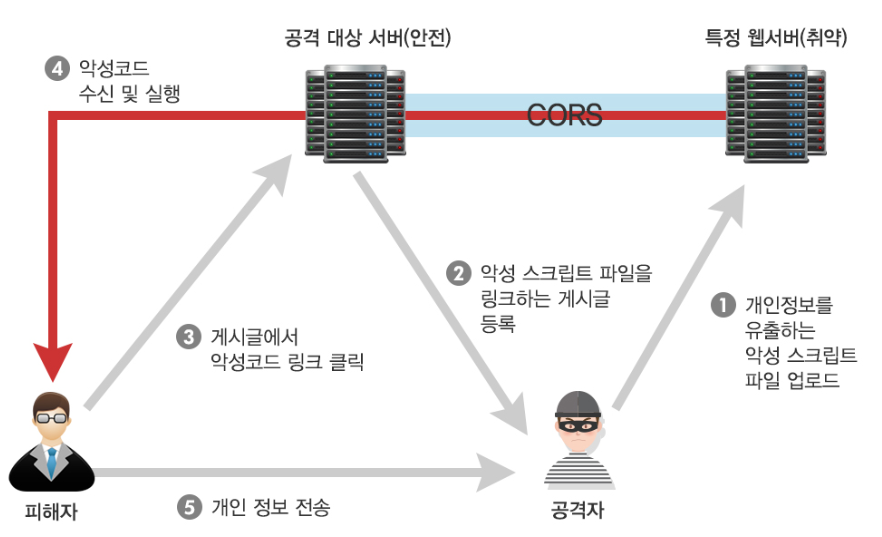 공격 대상 서버(안전)
특정 웹서버(취약)
4 악성코드
수신 및 실행
CORS
2 악성 스크립트 파일을
링크하는 게시글
등록
1 개인정보를
유출하는
악성 스크립트
파일 업로드
3 게시글에서
악성코드 링크 클릭
피해자
5 개인 정보 전송
공격자